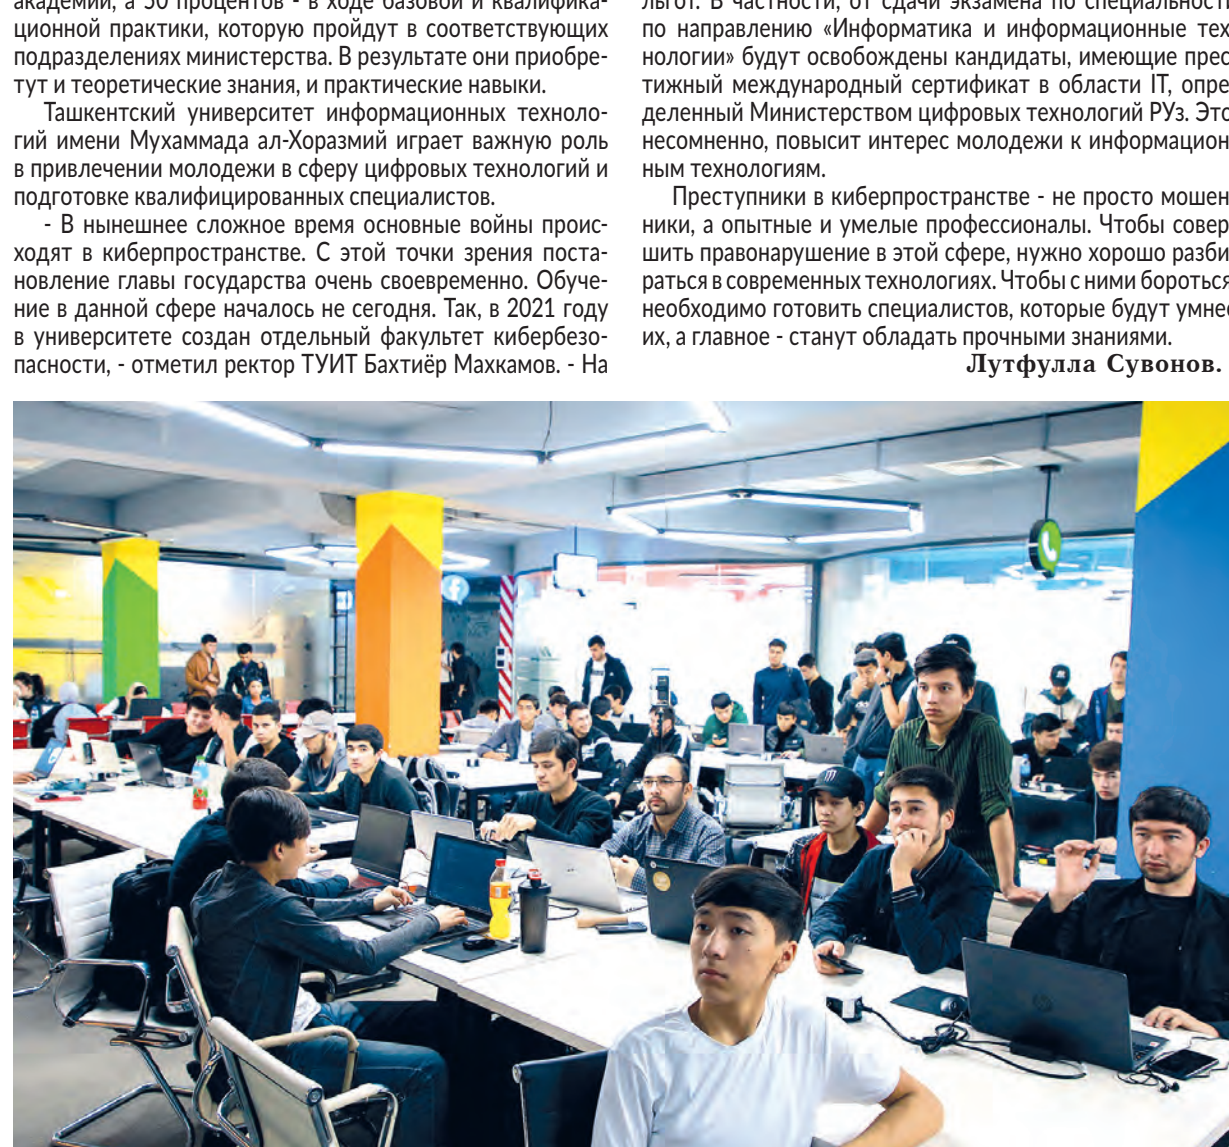 академии, а 50 процентов - в ходе базовой и квалифика-
ционной практики, которую пройдут в соответствующих
подразделениях министерства. В результате они приобре-
тут и теоретические знания, и практические навыки.
Ташкентский университет информационных техноло-
гий имени Мухаммада ал-Хоразмий играет важную роль
в привлечении молодежи в сферу цифровых технологий и
подготовке квалифицированных специалистов.
- В нынешнее сложное время основные войны проис-
ходят в киберпространстве. С этой точки зрения поста-
новление главы государства очень своевременно. Обуче-
ние в данной сфере началось не сегодня. Так, в 2021 году
в университете создан отдельный факультет кибербезо-
пасности, - отметил ректор ТУИТ Бахтиёр Махкамов. - На
льгот. В частности, от сдачи экзамена по специальности
по направлению «Информатика и информационные тех
нологии» будут освобождены кандидаты, имеющие прес
тижный международный сертификат в области IT, опре
деленный Министерством цифровых технологий РУз. Это
несомненно, повысит интерес молодежи к информацион
ным технологиям.
Преступники в киберпространстве - не просто мошен
ники, а опытные и умелые профессионалы. Чтобы совер
шить правонарушение в этой сфере, нужно хорошо разби
раться в современных технологиях. Чтобы с ними бороться
необходимо готовить специалистов, которые будут умнее
их, а главное - станут обладать прочными знаниями.
Лутфулла Сувонов.